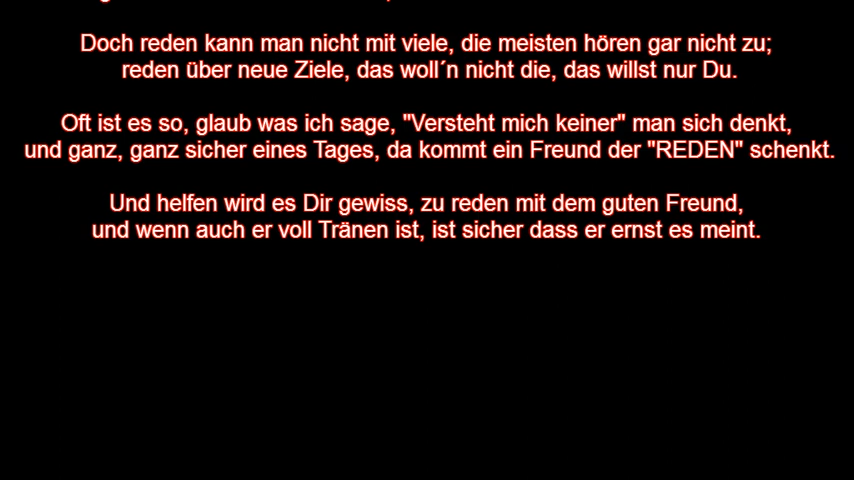 Doch reden kann man nicht mit viele, die meisten hören gar nicht zu;
reden über neue Ziele, das woll´n nicht die, das willst nur Du.
Oft ist es so, glaub was ich sage, "Versteht mich keiner" man sich denkt,
und ganz, ganz sicher eines Tages, da kommt ein Freund der "REDEN" schenkt.
Und helfen wird es Dir gewiss, zu reden mit dem guten Freund,
und wenn auch er voll Tränen ist, ist sicher dass er ernst es meint.